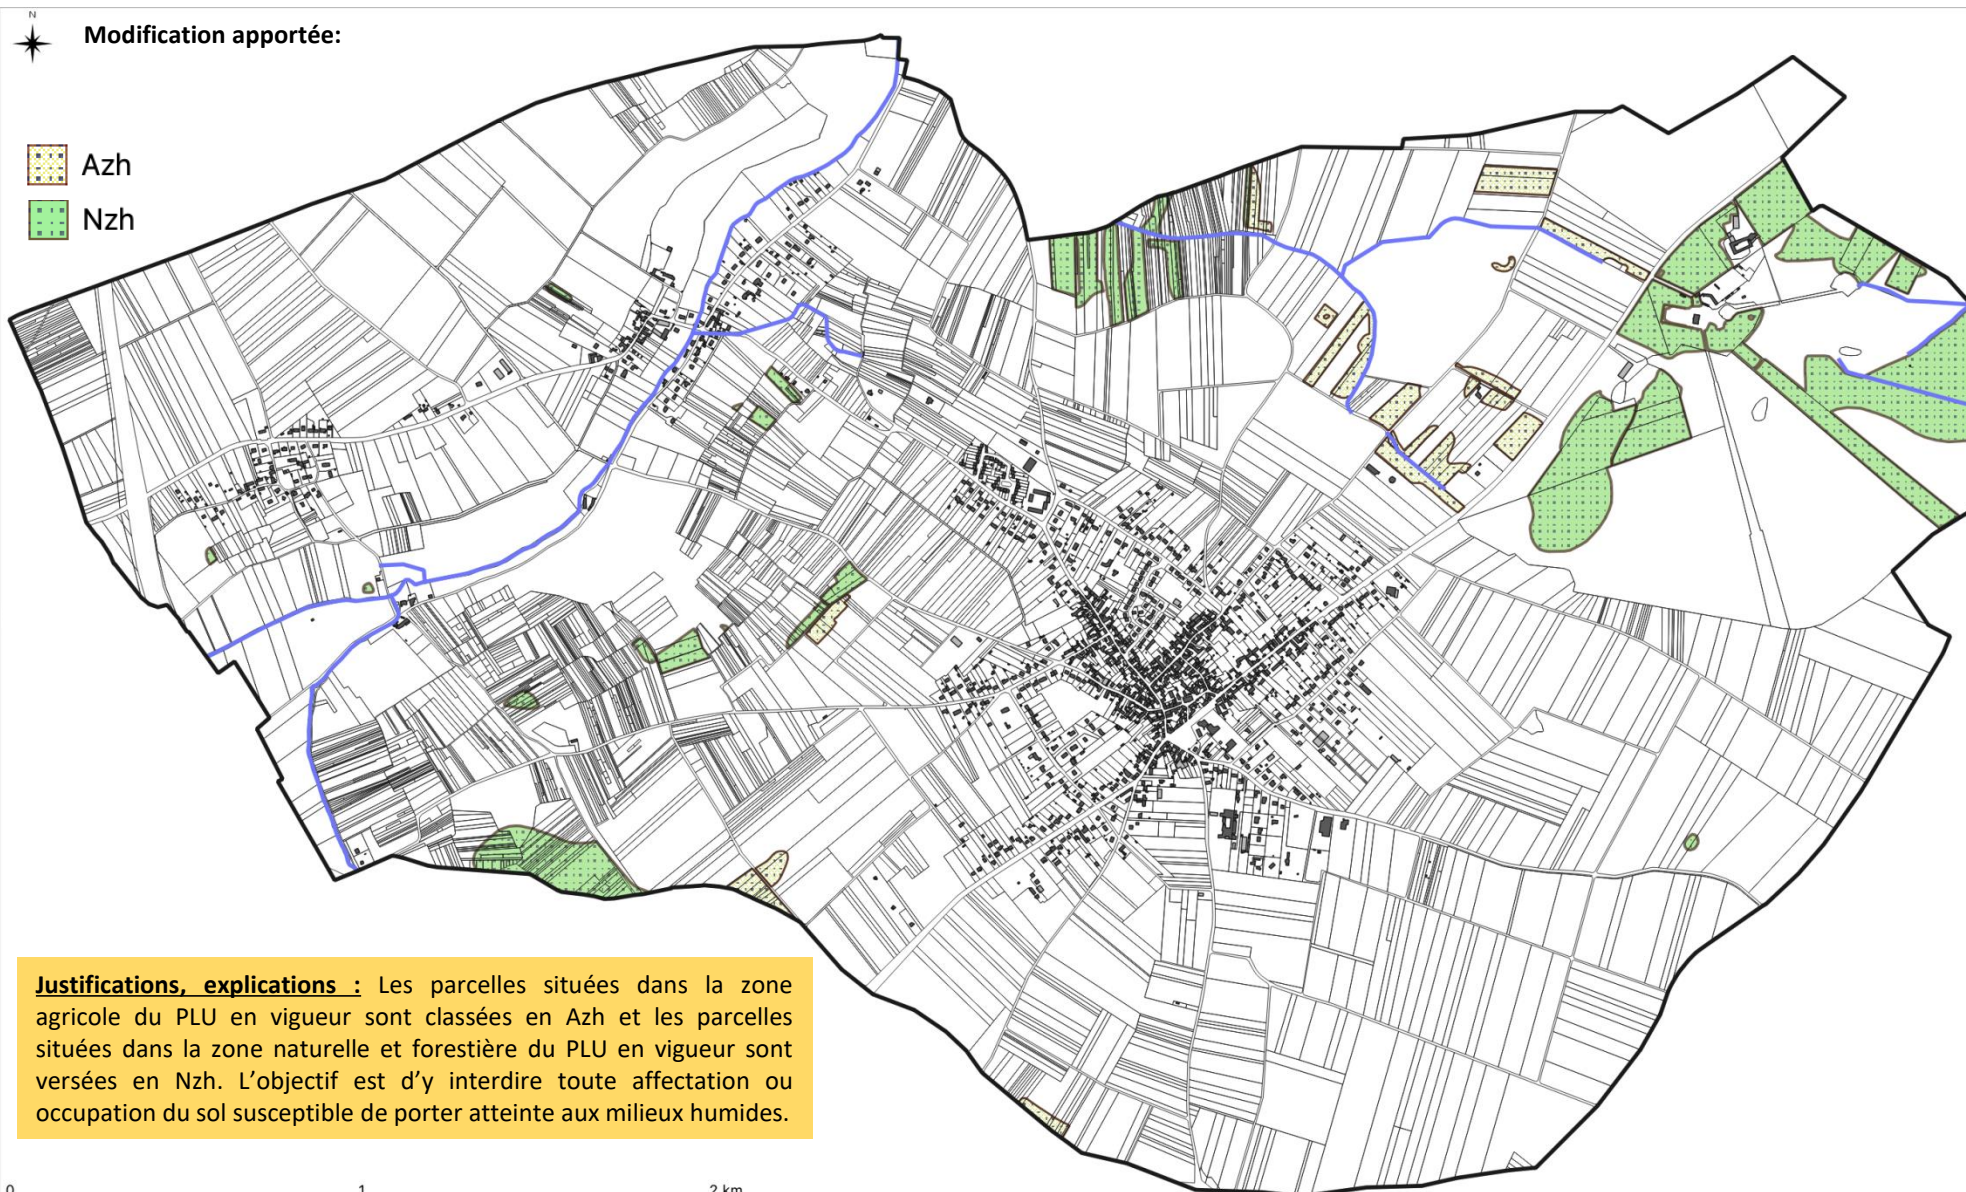 N
Modification apportée:
Azh
Nzh
Justifications, explications : Les parcelles situées dans la zone
agricole du PLU en vigueur sont classées en Azh et les parcelles
situées dans la zone naturelle et forestière du PLU en vigueur sont
versées en Nzh. L’objectif est d’y interdire toute affectation ou
occupation du sol susceptible de porter atteinte aux milieux humides.
0 1 2 km